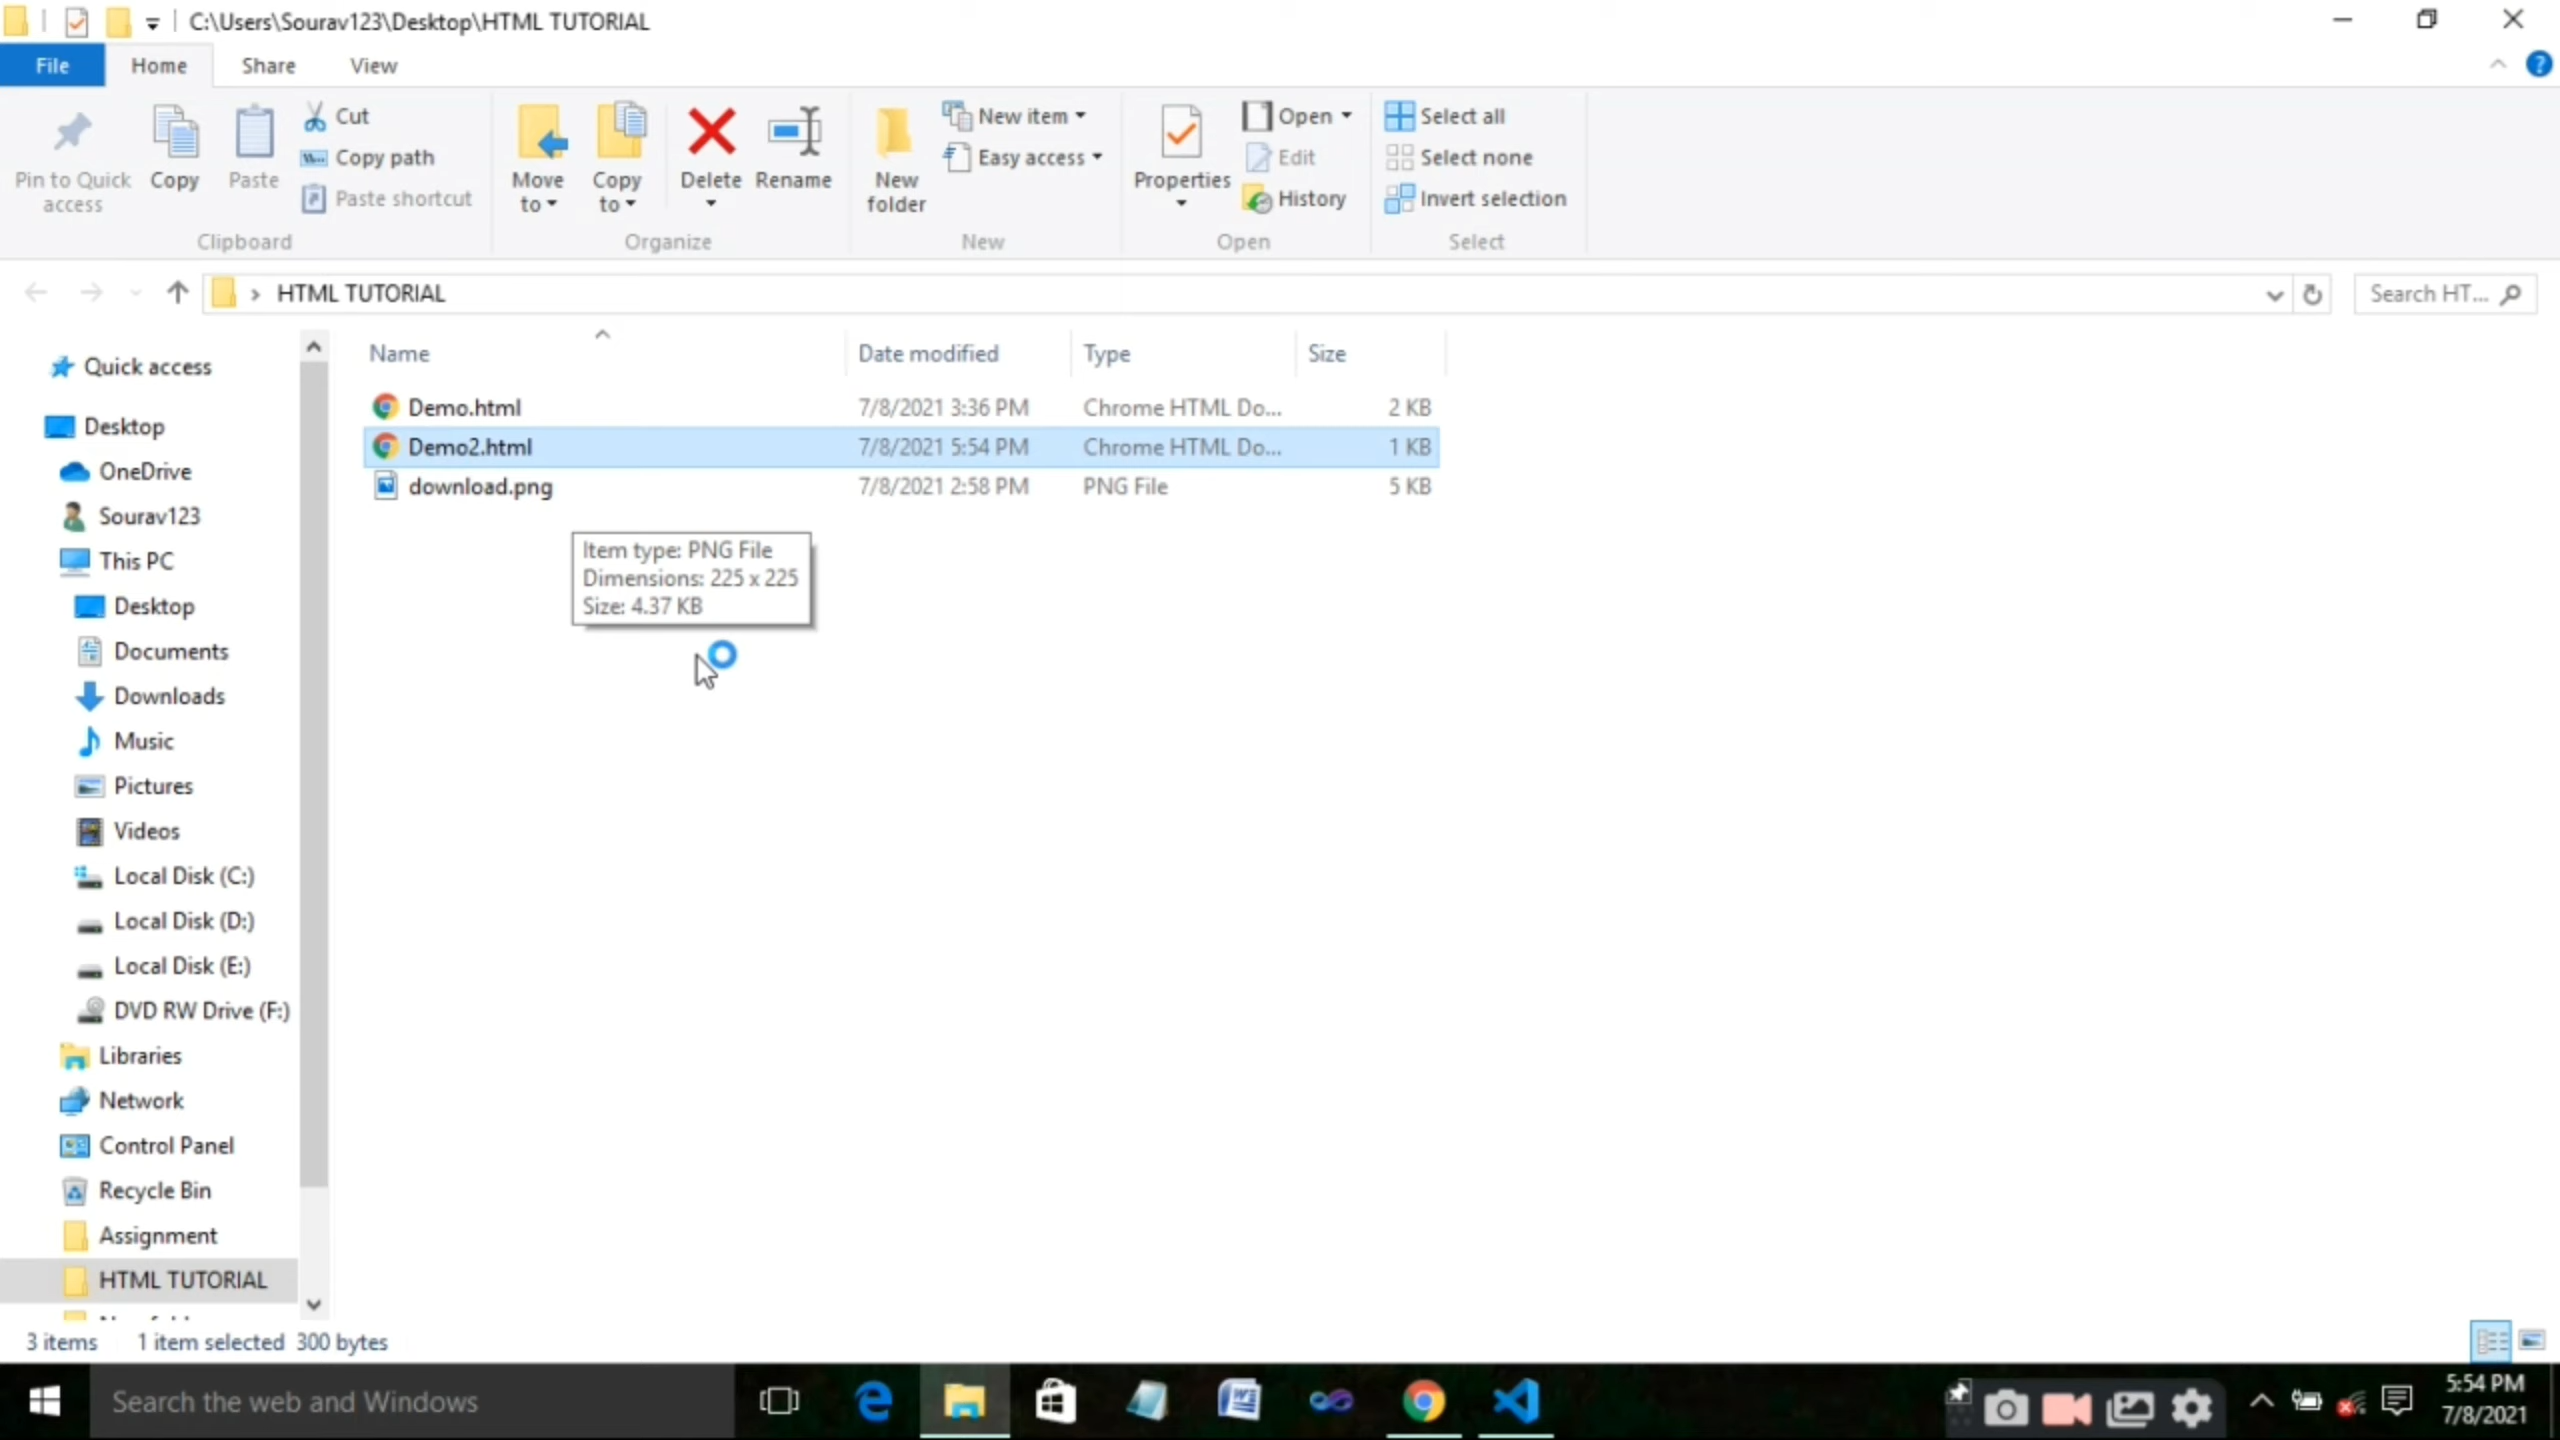 C:\Users\Sourav123\Desktop\HTML TUTORIAL
File Home Share View
Pin to Quick access
Copy
Paste
Cut
Copy path
Paste shortcut
Clipboard
Move to
Copy to
Delete
Rename
Organize
New folder
New item
Easy access
New
Properties
Open
Edit
History
Open
Select all
Select none
Invert selection
Select
HTML TUTORIAL
Search HT...
Name Date modified Type Size
Demo.html 7/8/2021 3:36 PM Chrome HTML Do... 2 KB
Demo2.html 7/8/2021 5:54 PM Chrome HTML Do... 1 KB
download.png 7/8/2021 2:58 PM PNG File 5 KB
Item type: PNG File
Dimensions: 225 x 225
Size: 4.37 KB
Quick access
Desktop
OneDrive
Sourav123
This PC
Desktop
Documents
Downloads
Music
Pictures
Videos
Local Disk (C:)
Local Disk (D:)
Local Disk (E:)
DVD RW Drive (F:)
Libraries
Network
Control Panel
Recycle Bin
Assignment
HTML TUTORIAL
3 items 1 item selected 300 bytes
Search the web and Windows
5:54 PM
7/8/2021